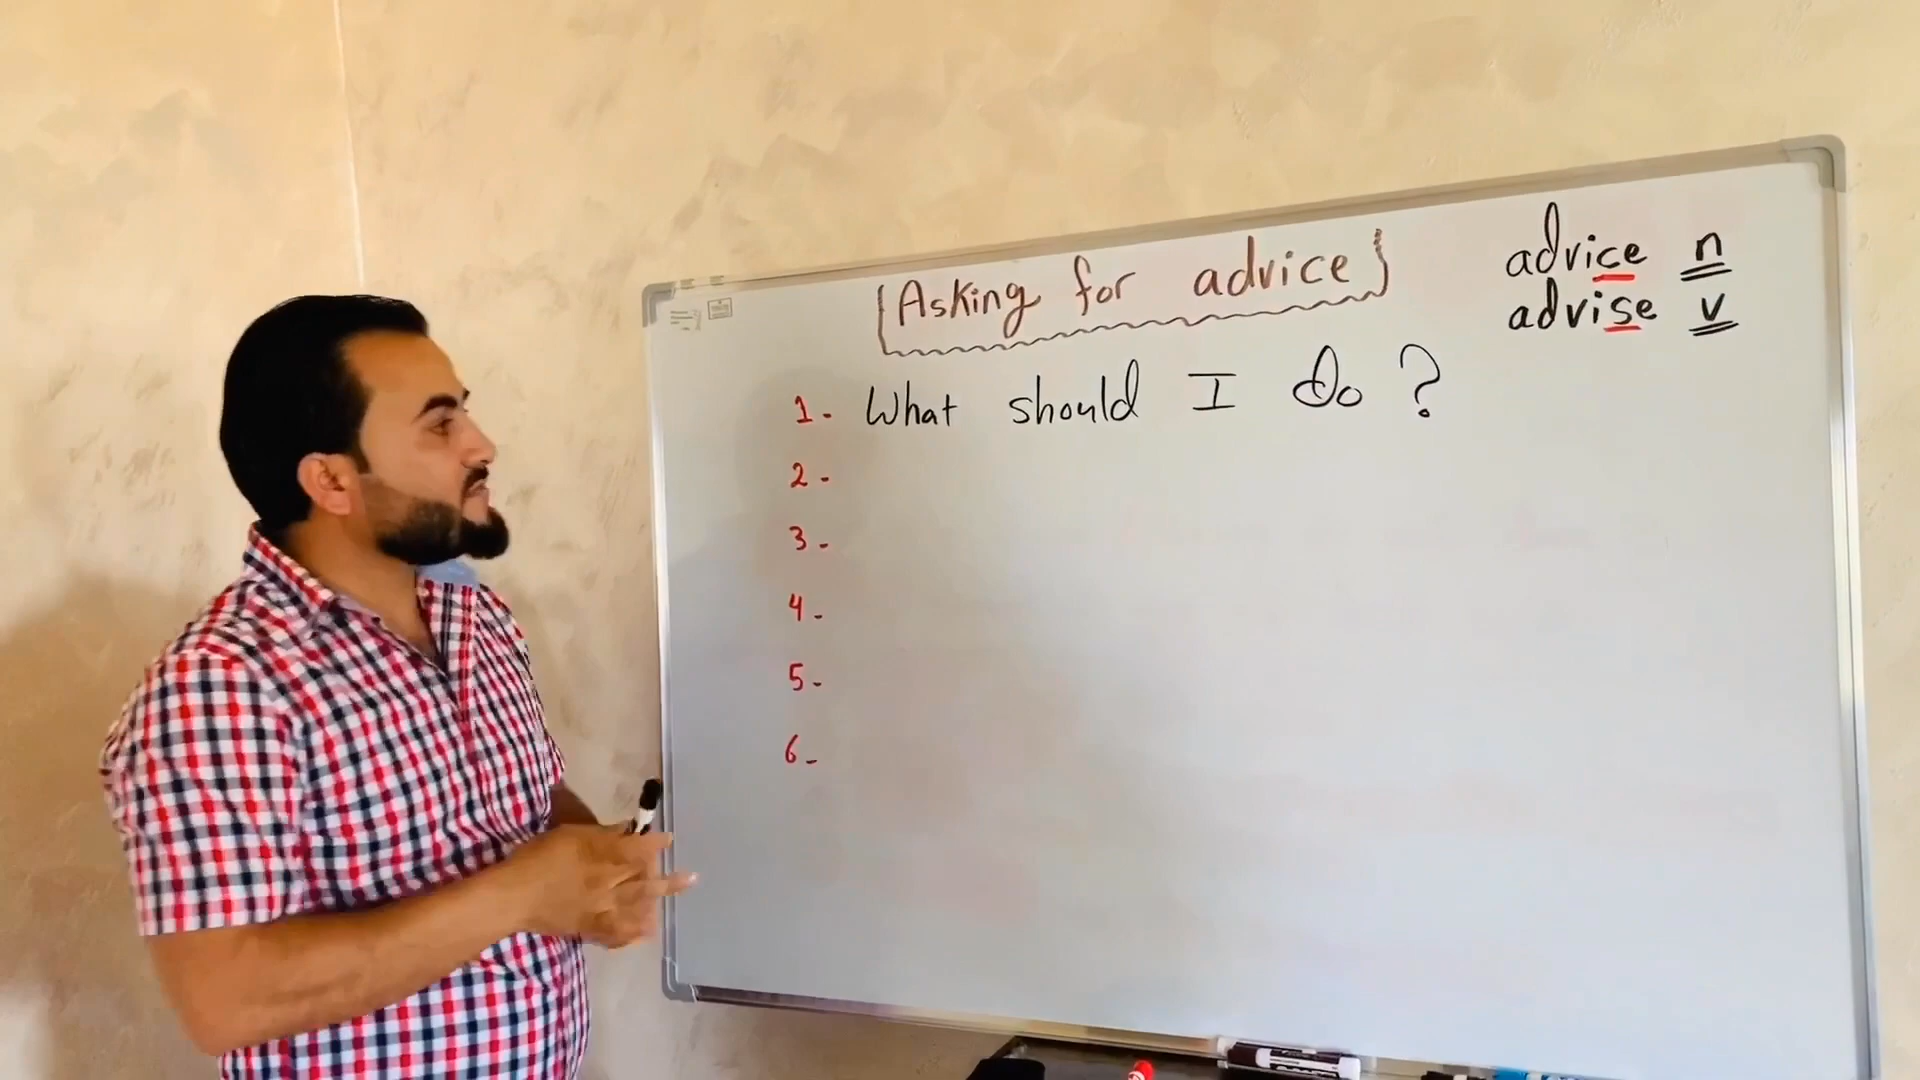 Asking for advice
advice n
advise v
1- What should I do ?
2-
3-
4-
5-
6-